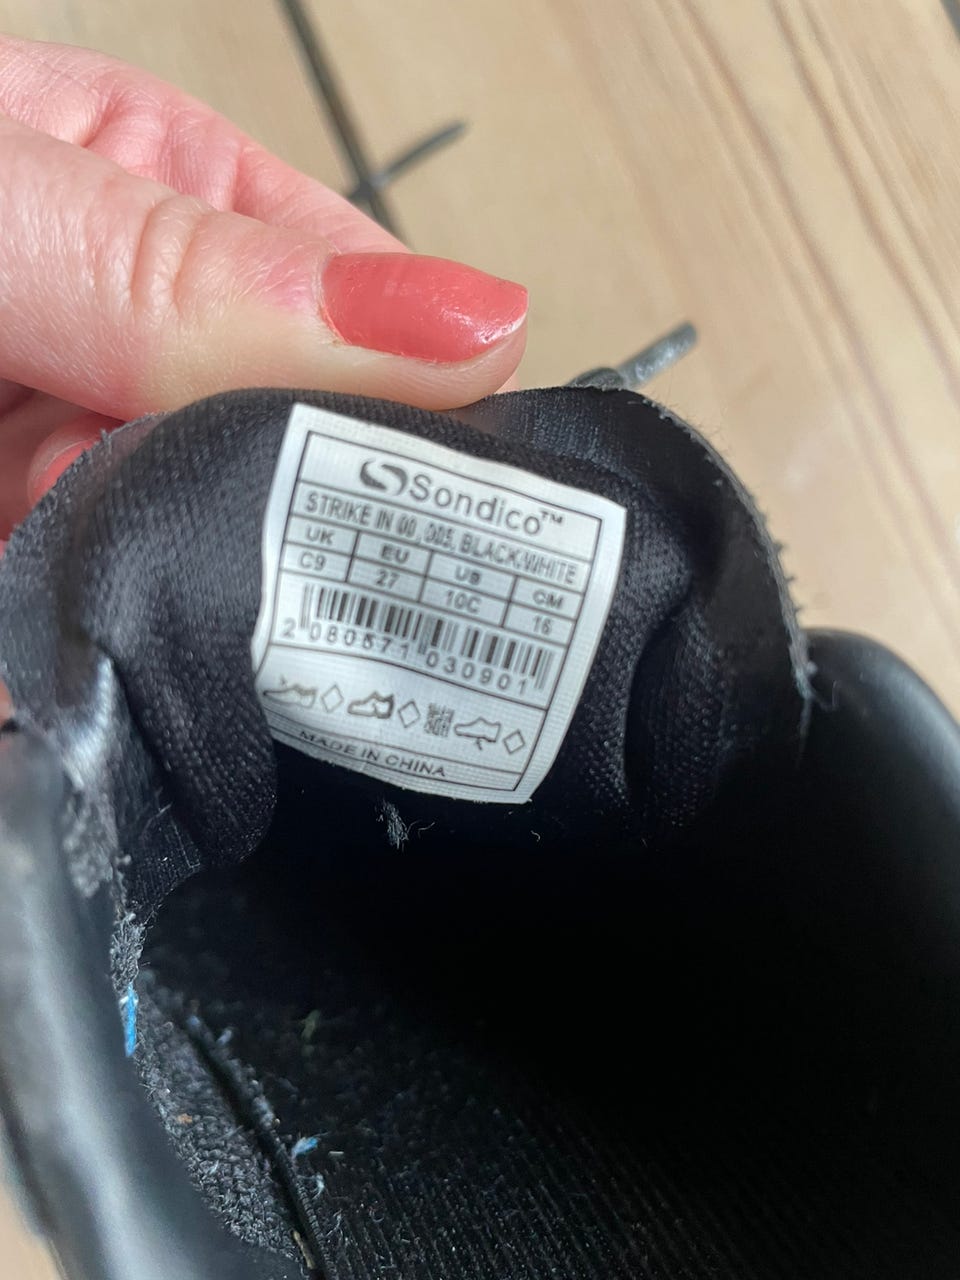 Sondico™
STRIKE IN 00, 005, BLACK/WHITE
UK EU US CM
C9 27 10C 16
2 080571 030901
MADE IN CHINA